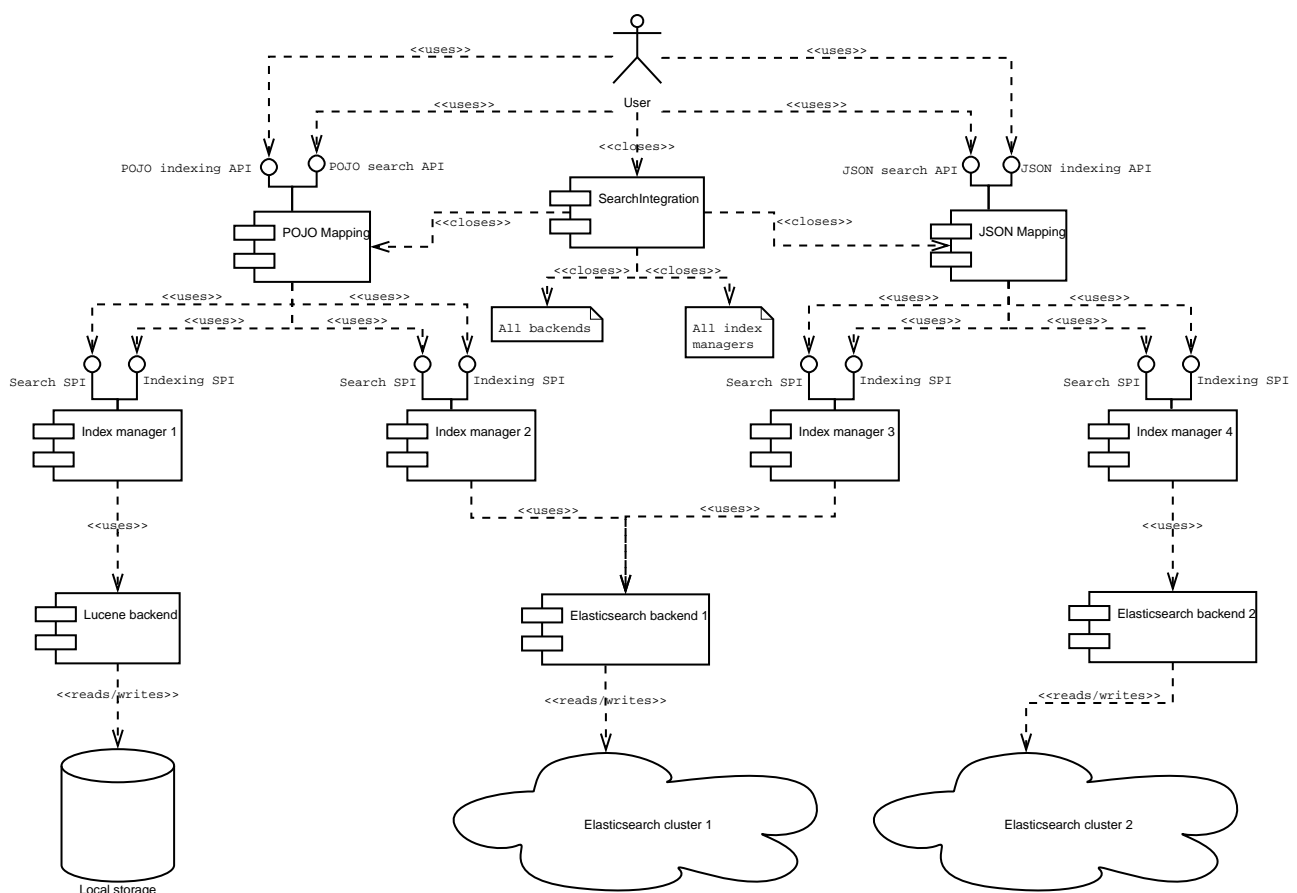 <<uses>>
User
<<uses>>
<<uses>>
<<uses>>
<<closes>>
POJO indexing API
POJO search API
JSON search API
JSON indexing API
SearchIntegration
POJO Mapping
<<closes>>
<<closes>>
JSON Mapping
<<closes>>
<<closes>>
All backends
All index
managers
<<uses>>
<<uses>>
<<uses>>
<<uses>>
<<uses>>
<<uses>>
<<uses>>
<<uses>>
Search SPI
Indexing SPI
Search SPI
Indexing SPI
Search SPI
Indexing SPI
Search SPI
Indexing SPI
Index manager 1
Index manager 2
Index manager 3
Index manager 4
<<uses>>
<<uses>>
<<uses>>
<<uses>>
Lucene backend
Elasticsearch backend 1
Elasticsearch backend 2
<<reads/writes>>
<<reads/writes>>
<<reads/writes>>
Local storage
Elasticsearch cluster 1
Elasticsearch cluster 2